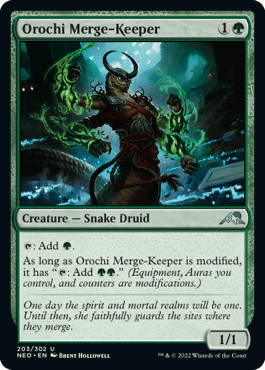 Orochi Merge-Keeper 1
Creature — Snake Druid
: Add .
As long as Orochi Merge-Keeper is modified,
it has “: Add .” (Equipment, Auras you
control, and counters are modifications.)
One day the spirit and mortal realms will be one.
Until then, she faithfully guards the sites where
they merge.
1/1
203/302 U
NEO • EN Brent Hollowell
™ & © 2022 Wizards of the Coast